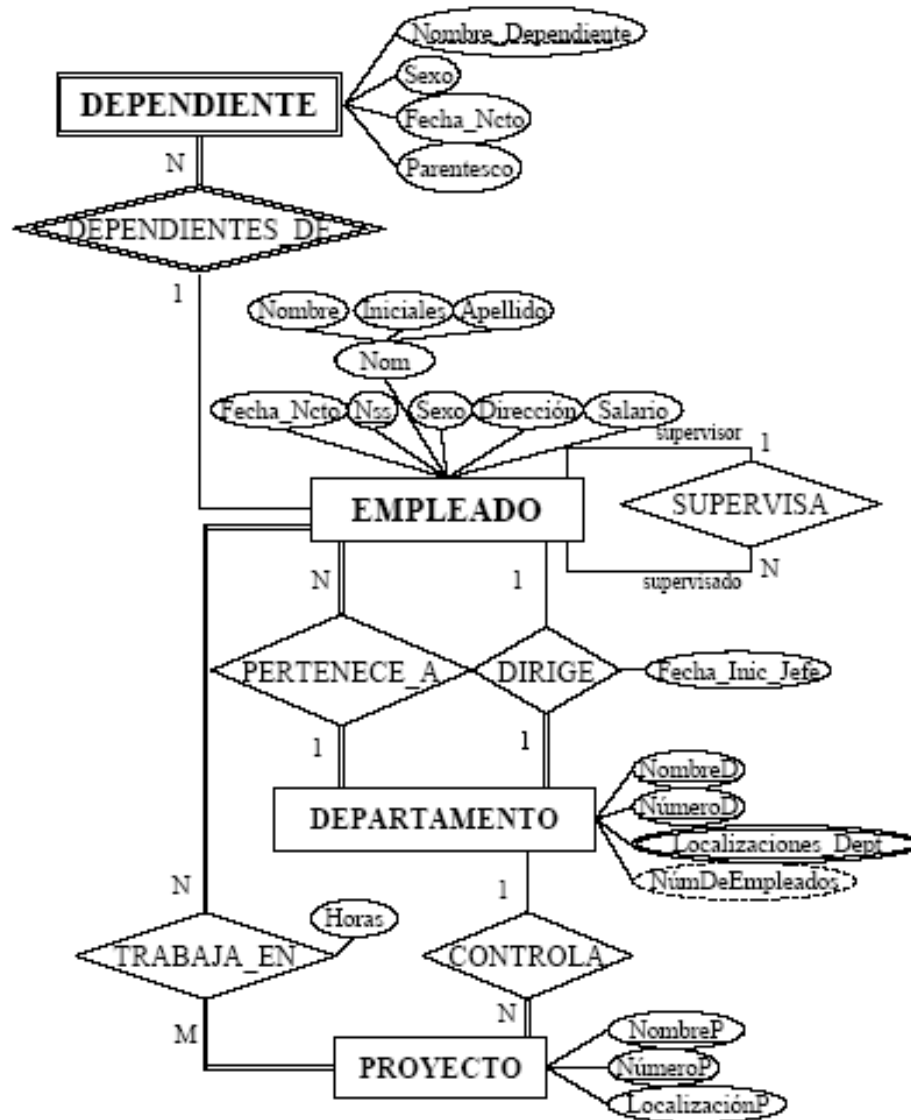 Nombre_Dependiente
Sexo
DEPENDIENTE
Fecha_Ncto
Parentesco
N
DEPENDIENTES_DE
1
Nombre Iniciales Apellido
Nom
Fecha_Ncto Nss Sexo Dirección Salario
supervisor 1
EMPLEADO
SUPERVISA
supervisado N
N 1
PERTENECE_A DIRIGE Fecha_Inic_Jefe
1 1
NombreD
NúmeroD
DEPARTAMENTO
Localizaciones_Dept
NúmDeEmpleados
N 1
Horas
TRABAJA_EN CONTROLA
M N
NombreP
PROYECTO NúmeroP
LocalizaciónP